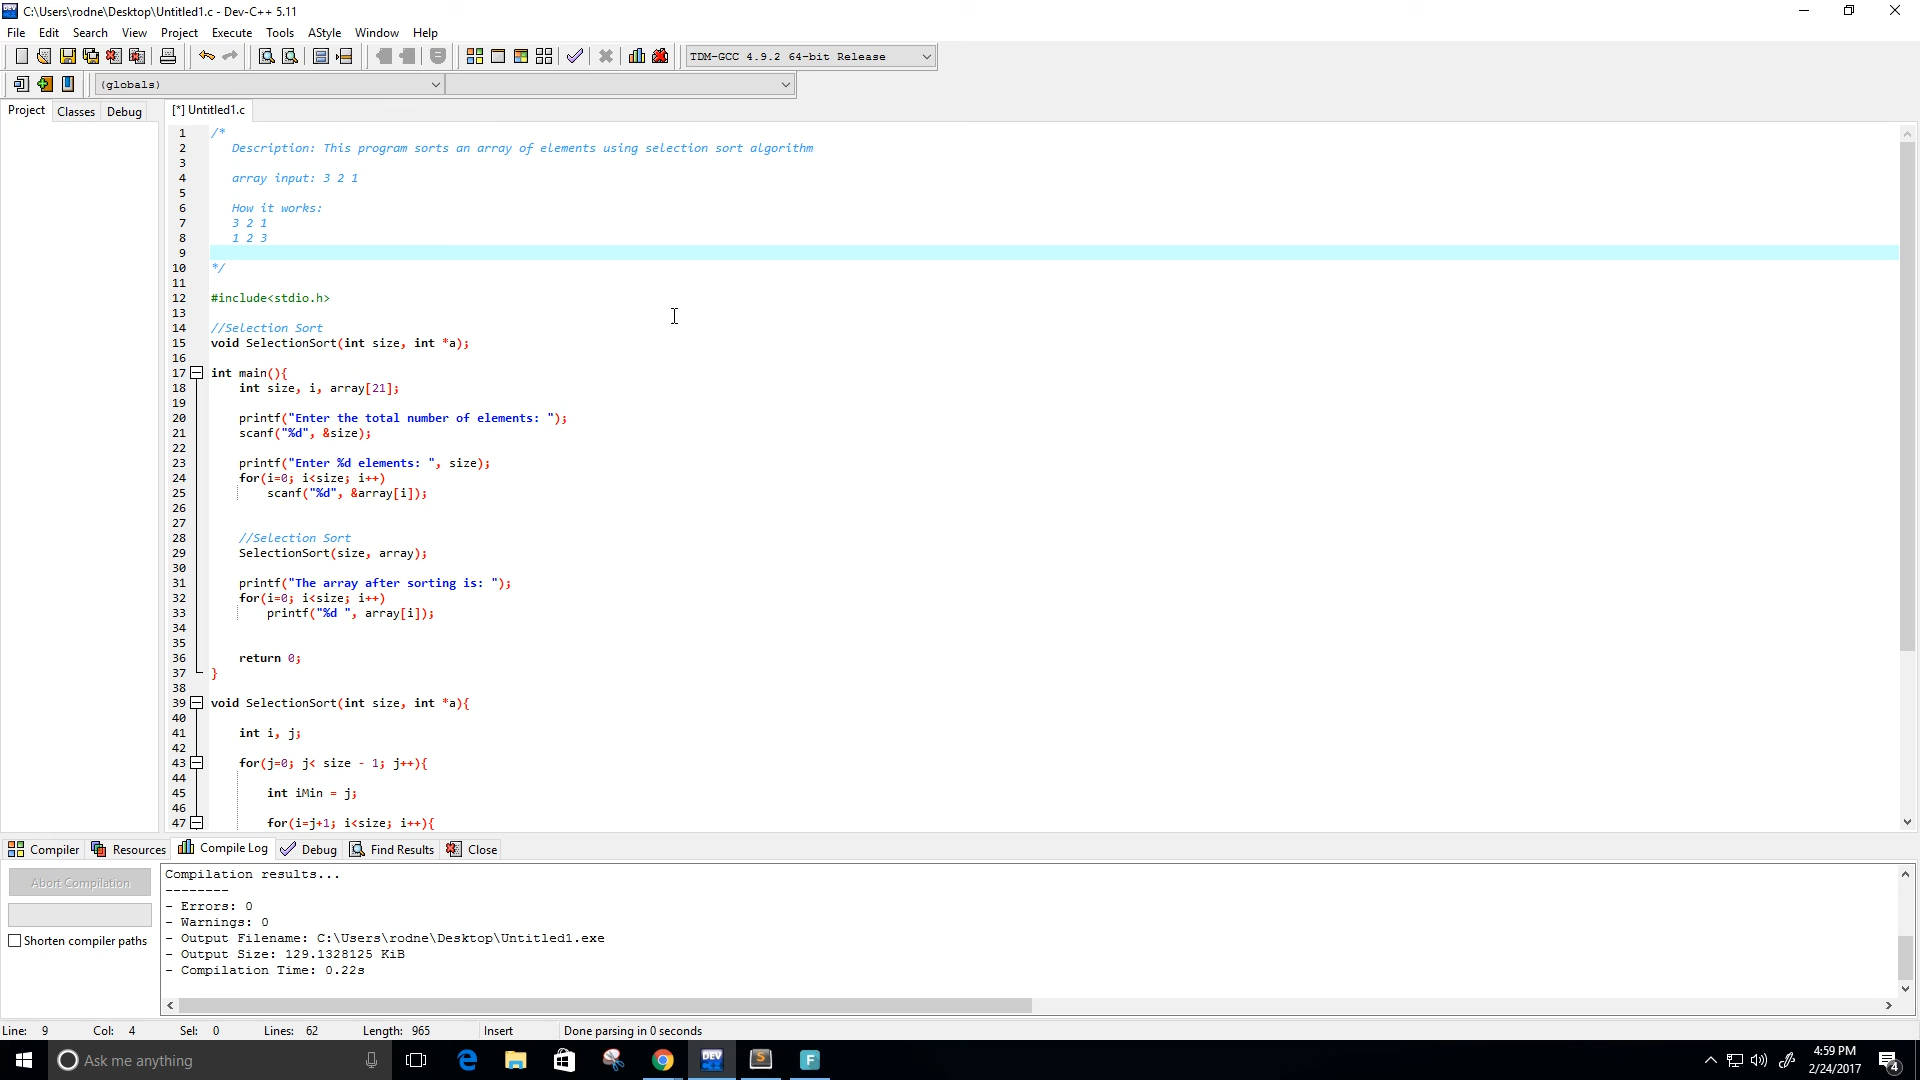 C:\Users\rodne\Desktop\Untitled1.c - Dev-C++ 5.11
File Edit Search View Project Execute Tools AStyle Window Help
TDM-GCC 4.9.2 64-bit Release
(globals)
Project Classes Debug [*] Untitled1.c
1 /*
2 Description: This program sorts an array of elements using selection sort algorithm
3
4 array input: 3 2 1
5
6 How it works:
7 3 2 1
8 1 2 3
9
10 */
11
12 #include<stdio.h>
13
14 //Selection Sort
15 void SelectionSort(int size, int *a);
16
17 int main(){
18 int size, i, array[21];
19
20 printf("Enter the total number of elements: ");
21 scanf("%d", &size);
22
23 printf("Enter %d elements: ", size);
24 for(i=0; i<size; i++)
25 scanf("%d", &array[i]);
26
27
28 //Selection Sort
29 SelectionSort(size, array);
30
31 printf("The array after sorting is: ");
32 for(i=0; i<size; i++)
33 printf("%d ", array[i]);
34
35
36 return 0;
37 }
38
39 void SelectionSort(int size, int *a){
40
41 int i, j;
42
43 for(j=0; j< size - 1; j++){
44
45 int iMin = j;
46
47 for(i=j+1; i<size; i++){
Compiler Resources Compile Log Debug Find Results Close
Abort Compilation
Shorten compiler paths
Compilation results...
--------
- Errors: 0
- Warnings: 0
- Output Filename: C:\Users\rodne\Desktop\Untitled1.exe
- Output Size: 129.1328125 KiB
- Compilation Time: 0.22s
Line: 9 Col: 4 Sel: 0 Lines: 62 Length: 965 Insert Done parsing in 0 seconds
Ask me anything
DEV
S
F
4:59 PM
2/24/2017
4